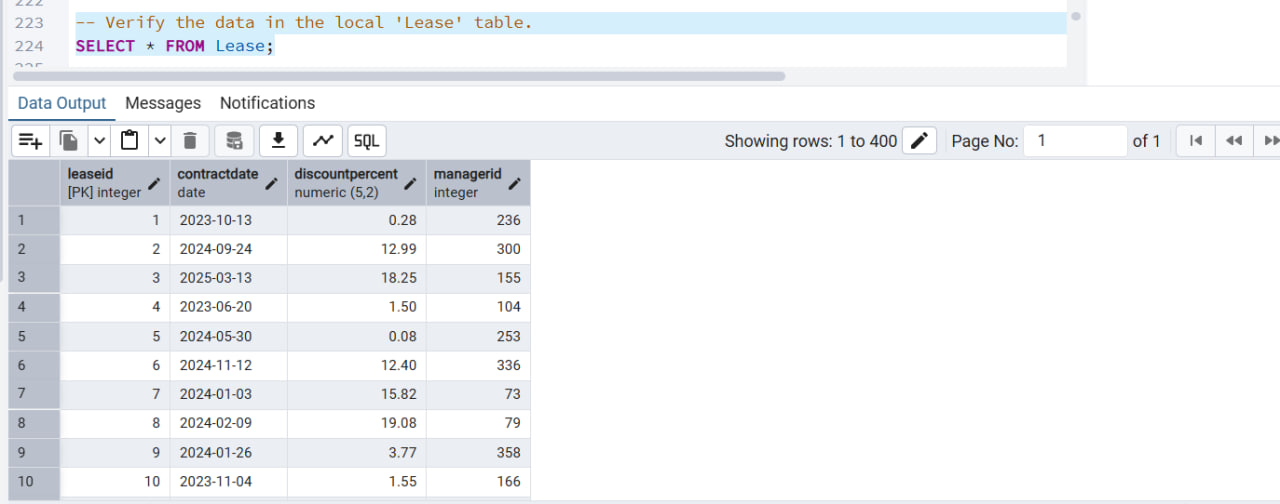 222
223 -- Verify the data in the local 'Lease' table.
224 SELECT * FROM Lease;
225
Data Output Messages Notifications
SQL Showing rows: 1 to 400 Page No: 1 of 1
leaseid contractdate discountpercent managerid
[PK] integer date numeric (5,2) integer
1 1 2023-10-13 0.28 236
2 2 2024-09-24 12.99 300
3 3 2025-03-13 18.25 155
4 4 2023-06-20 1.50 104
5 5 2024-05-30 0.08 253
6 6 2024-11-12 12.40 336
7 7 2024-01-03 15.82 73
8 8 2024-02-09 19.08 79
9 9 2024-01-26 3.77 358
10 10 2023-11-04 1.55 166